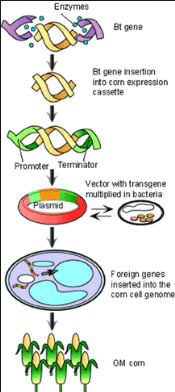 Enzymes
Bt gene
Bt gene insertion
into corn expression
cassette
Promoter Terminator
Vector with transgene
multiplied in bacteria
Plasmid
Foreign genes
inserted into the
corn cell genome
GM corn